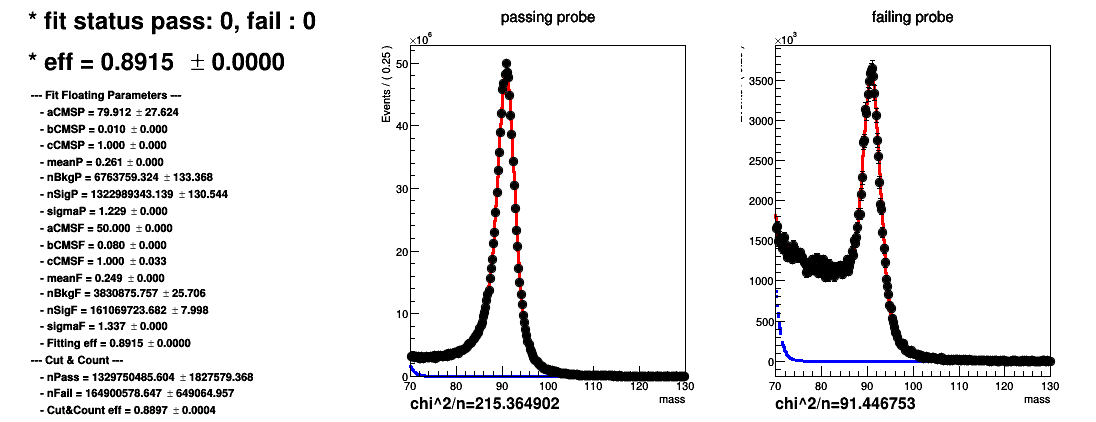 * fit status pass: 0, fail : 0
* eff = 0.8915 ± 0.0000
--- Fit Floating Parameters ---
- aCMSP = 79.912 ± 27.624
- bCMSP = 0.010 ± 0.000
- cCMSP = 1.000 ± 0.000
- meanP = 0.261 ± 0.000
- nBkgP = 6763759.324 ± 133.368
- nSigP = 1322989343.139 ± 130.544
- sigmaP = 1.229 ± 0.000
- aCMSF = 50.000 ± 0.000
- bCMSF = 0.080 ± 0.000
- cCMSF = 1.000 ± 0.033
- meanF = 0.249 ± 0.000
- nBkgF = 3830875.757 ± 25.706
- nSigF = 161069723.682 ± 7.998
- sigmaF = 1.337 ± 0.000
- Fitting eff = 0.8915 ± 0.0000
--- Cut & Count ---
- nPass = 1329750485.604 ± 1827579.368
- nFail = 164900578.647 ± 649064.957
- Cut&Count eff = 0.8897 ± 0.0004
passing probe
×10^6
Events / ( 0.25 )
50
40
30
20
10
0
70 80 90 100 110 120 130
mass
chi^2/n=215.364902
failing probe
×10^3
3500
3000
2500
2000
1500
1000
500
0
70 80 90 100 110 120 130
mass
chi^2/n=91.446753